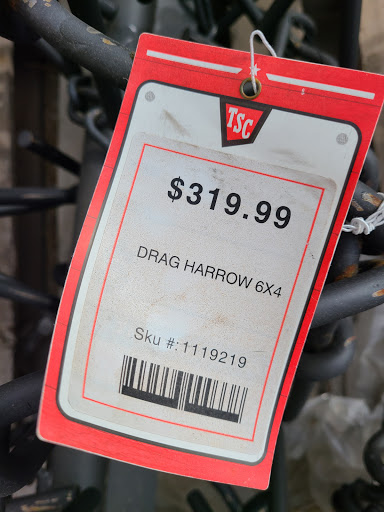 TSC
$319.99
DRAG HARROW 6X4
Sku #: 1119219